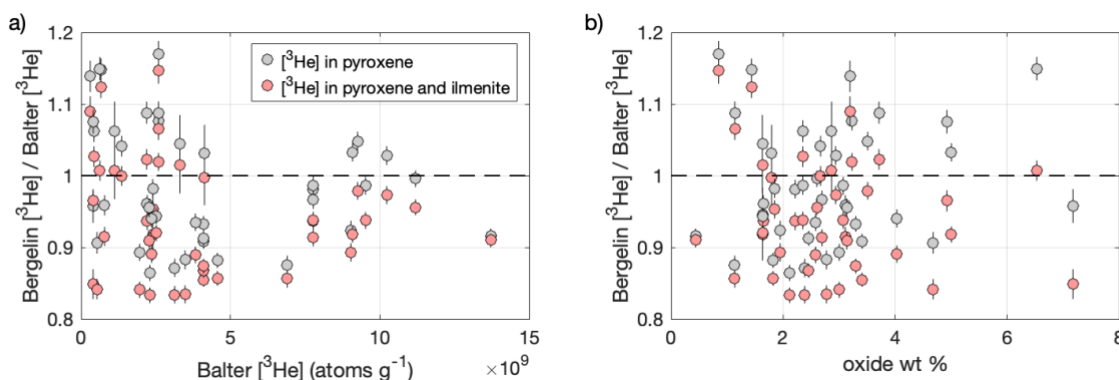 a)
Bergelin [³He] / Balter [³He]
1.2
1.1
1
0.9
0.8
[³He] in pyroxene
[³He] in pyroxene and ilmenite
0
5
10
15
Balter [³He] (atoms g⁻¹)
×10⁹
b)
Bergelin [³He] / Balter [³He]
1.2
1.1
1
0.9
0.8
0
2
4
6
8
oxide wt %